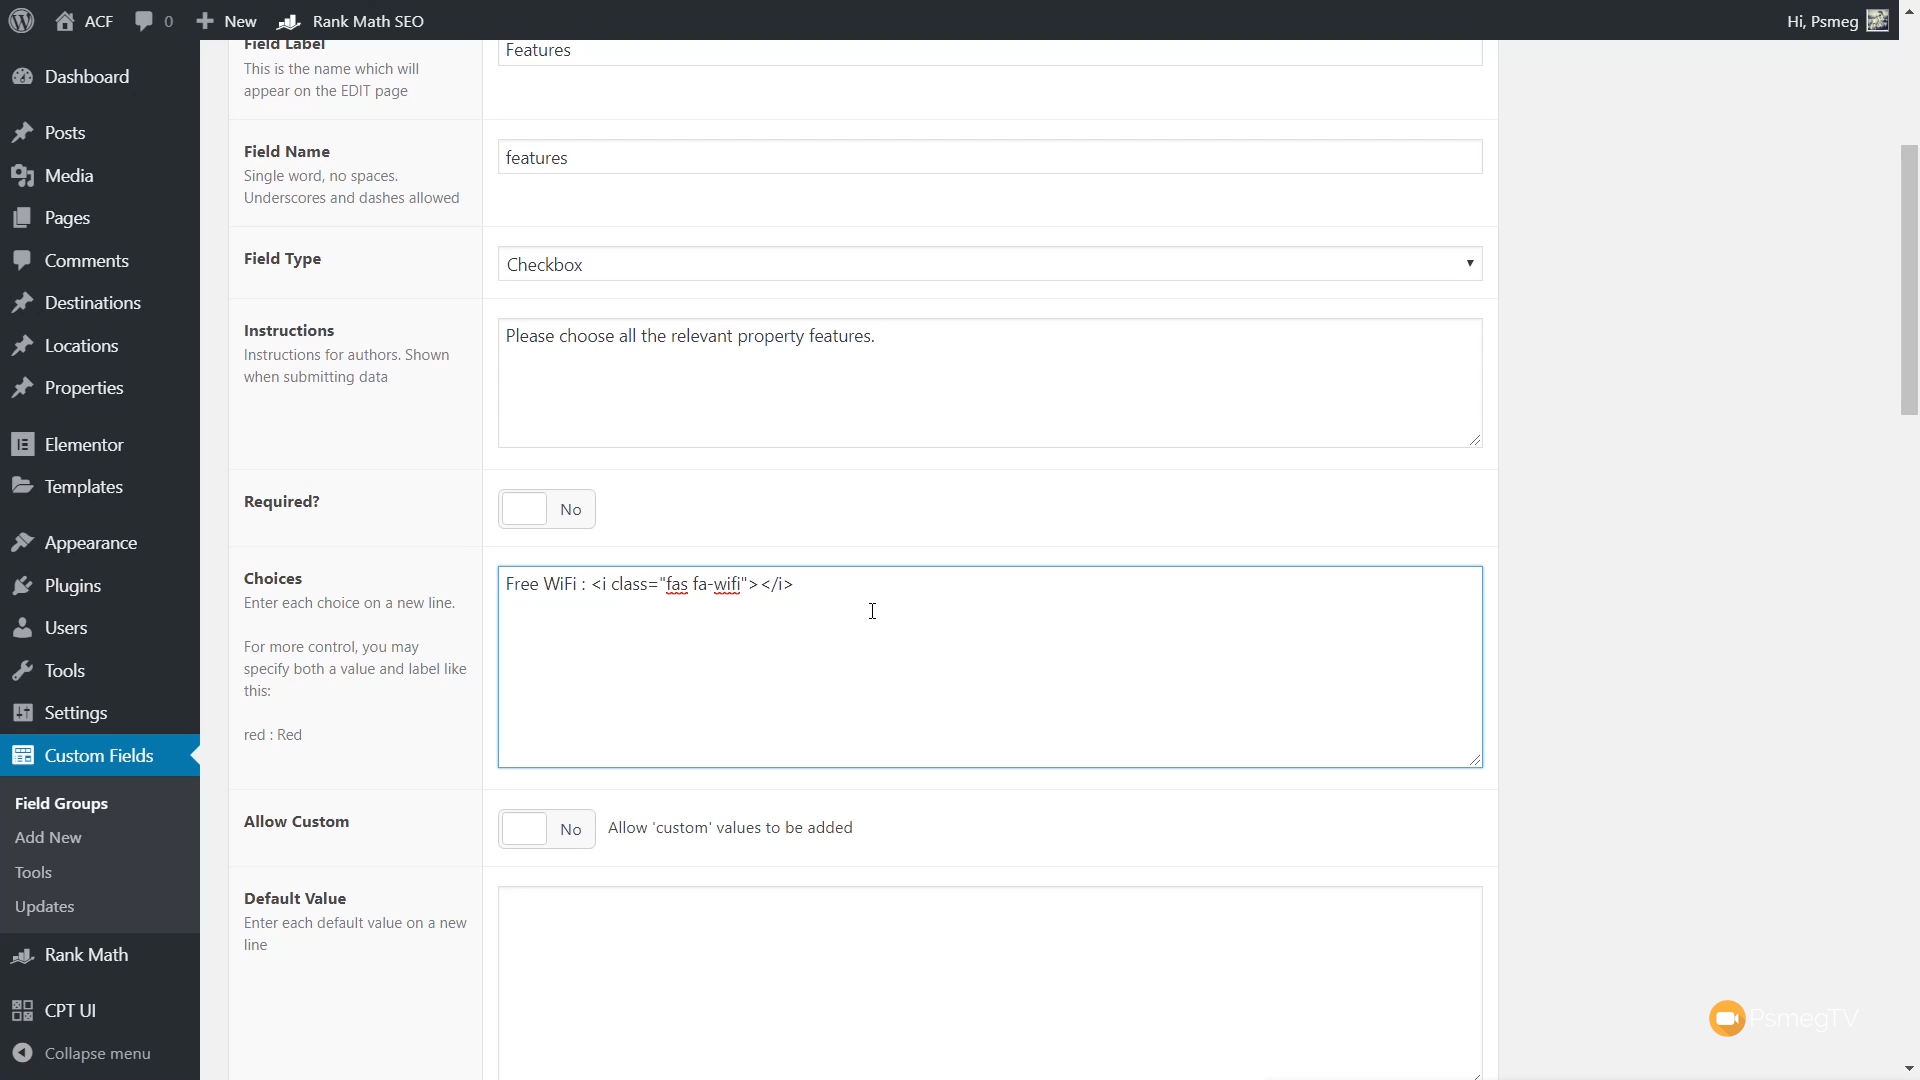 ACF 0 New Rank Math SEO Hi, Psmeg
Dashboard
Posts
Media
Pages
Comments
Destinations
Locations
Properties
Elementor
Templates
Appearance
Plugins
Users
Tools
Settings
Custom Fields
Field Groups
Add New
Tools
Updates
Rank Math
CPT UI
Collapse menu
Field Label
This is the name which will
appear on the EDIT page
Features
Field Name
Single word, no spaces.
Underscores and dashes allowed
features
Field Type
Checkbox
Instructions
Instructions for authors. Shown
when submitting data
Please choose all the relevant property features.
Required?
No
Choices
Enter each choice on a new line.
For more control, you may
specify both a value and label like
this:
red : Red
Free WiFi : <i class="fas fa-wifi"></i>
Allow Custom
No
Allow 'custom' values to be added
Default Value
Enter each default value on a new
line
PsmegTV